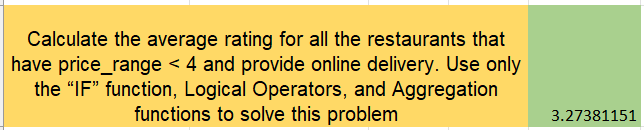 Calculate the average rating for all the restaurants that
have price_range < 4 and provide online delivery. Use only
the “IF” function, Logical Operators, and Aggregation
functions to solve this problem
3.27381151